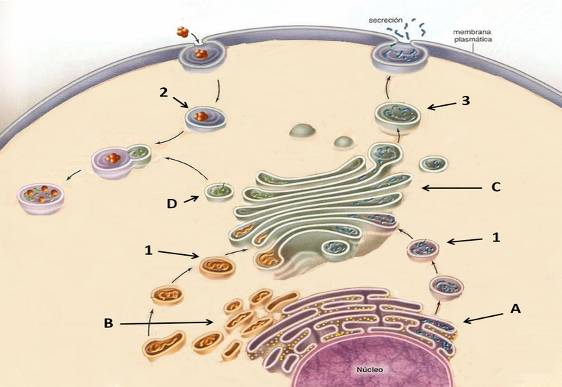 secreción
membrana
plasmática
2
3
C
D
1
1
A
B
Núcleo